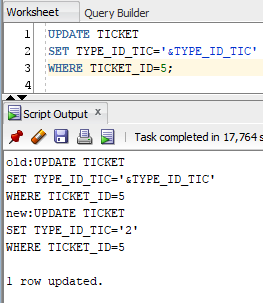 Worksheet Query Builder
1 UPDATE TICKET
2 SET TYPE_ID_TIC='&TYPE_ID_TIC'
3 WHERE TICKET_ID=5;
4
Script Output x
Task completed in 17,764 s
old:UPDATE TICKET
SET TYPE_ID_TIC='&TYPE_ID_TIC'
WHERE TICKET_ID=5
new:UPDATE TICKET
SET TYPE_ID_TIC='2'
WHERE TICKET_ID=5
1 row updated.